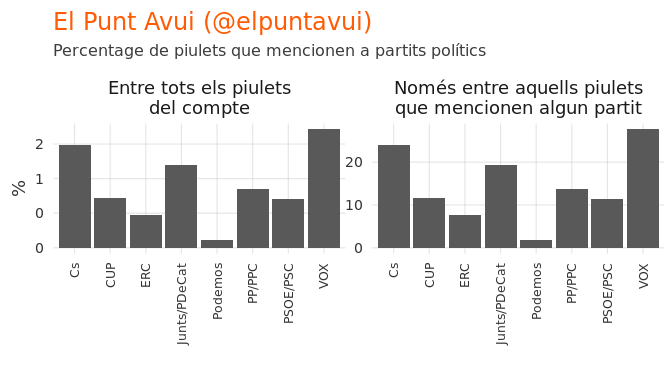 El Punt Avui (@elpuntavui)
Percentage de piulets que mencionen a partits polítics
Entre tots els piulets
del compte
Només entre aquells piulets
que mencionen algun partit
%
2
1
0
0
20
10
0
Cs
CUP
ERC
Junts/PDeCat
Podemos
PP/PPC
PSOE/PSC
VOX
Cs
CUP
ERC
Junts/PDeCat
Podemos
PP/PPC
PSOE/PSC
VOX